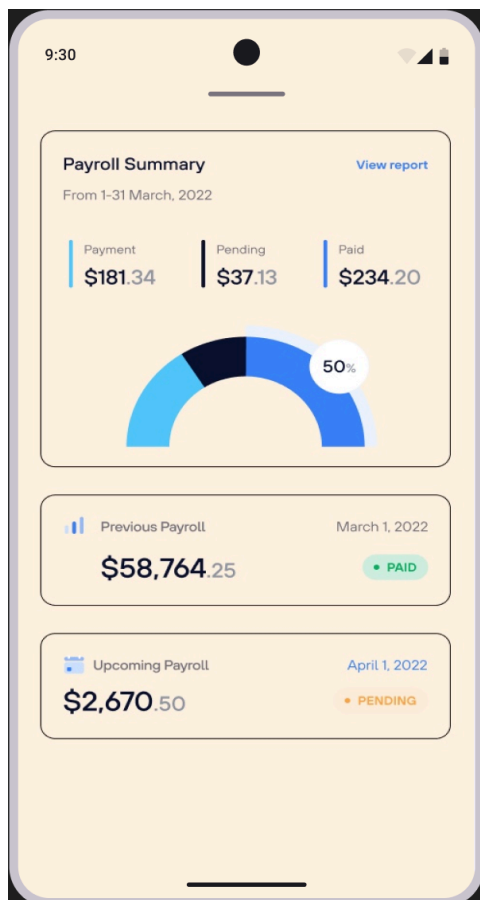 9:30
Payroll Summary
View report
From 1-31 March, 2022
Payment
Pending
Paid
$181.34
$37.13
$234.20
50%
Previous Payroll
March 1, 2022
$58,764.25
PAID
Upcoming Payroll
April 1, 2022
$2,670.50
PENDING